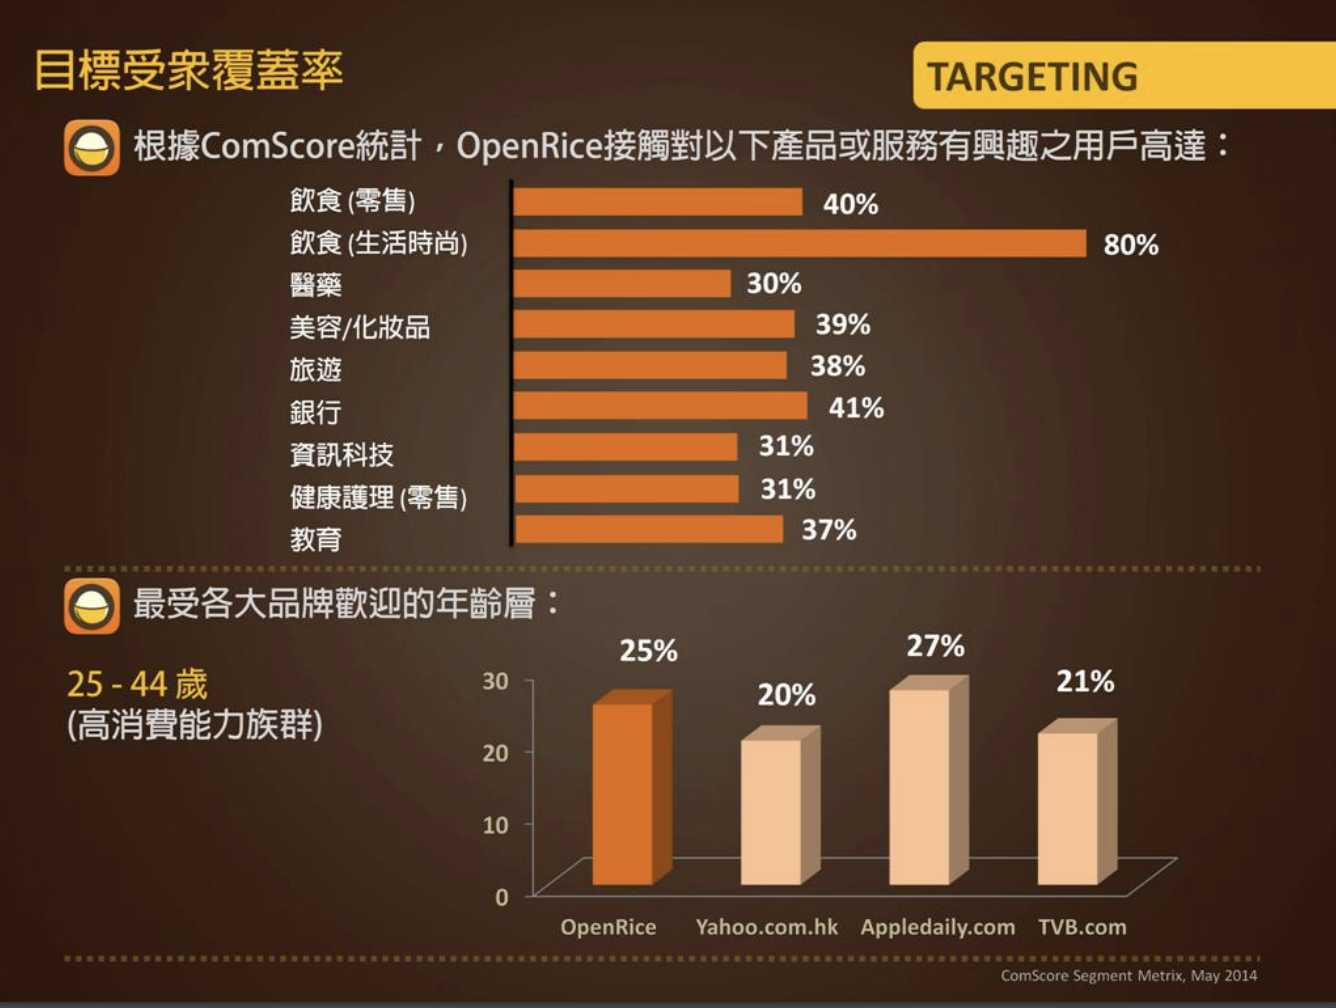 目標受衆覆蓋率
TARGETING
根據ComScore統計，OpenRice接觸對以下產品或服務有興趣之用戶高達：
飲食 (零售) 40%
飲食 (生活時尚) 80%
醫藥 30%
美容/化妝品 39%
旅遊 38%
銀行 41%
資訊科技 31%
健康護理 (零售) 31%
教育 37%
最受各大品牌歡迎的年齡層：
25 - 44 歲
(高消費能力族群)
25% 20% 27% 21%
30
20
10
0
OpenRice Yahoo.com.hk Appledaily.com TVB.com
ComScore Segment Metrix, May 2014